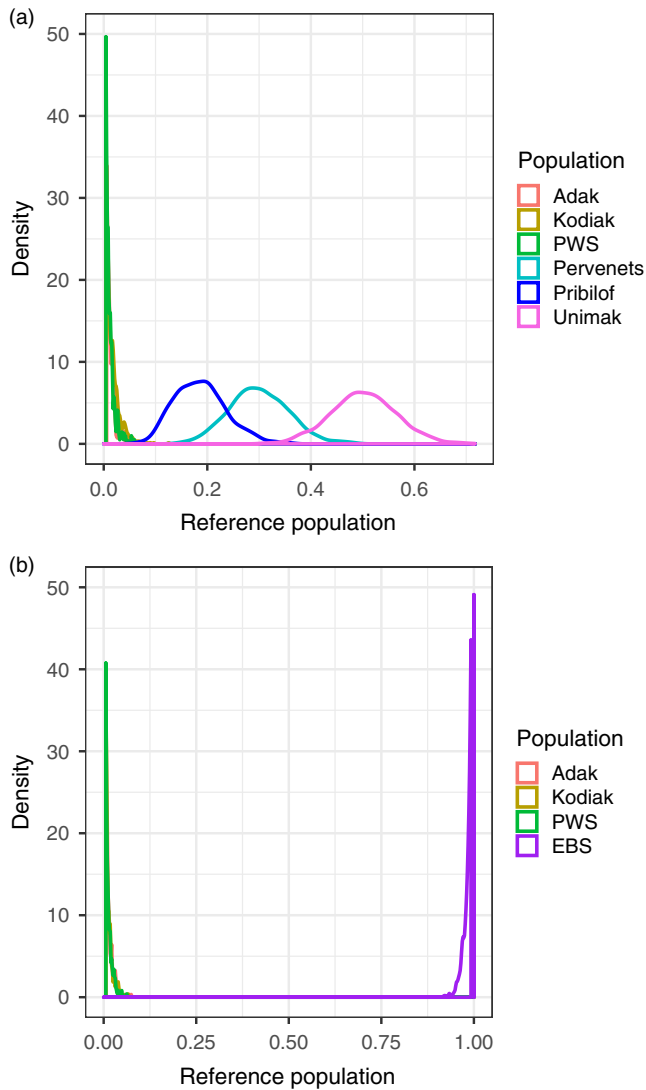 (a)
50
40
30
20
10
0
Density
0.0 0.2 0.4 0.6
Reference population
Population
Adak
Kodiak
PWS
Pervenets
Pribilof
Unimak
(b)
50
40
30
20
10
0
Density
0.00 0.25 0.50 0.75 1.00
Reference population
Population
Adak
Kodiak
PWS
EBS